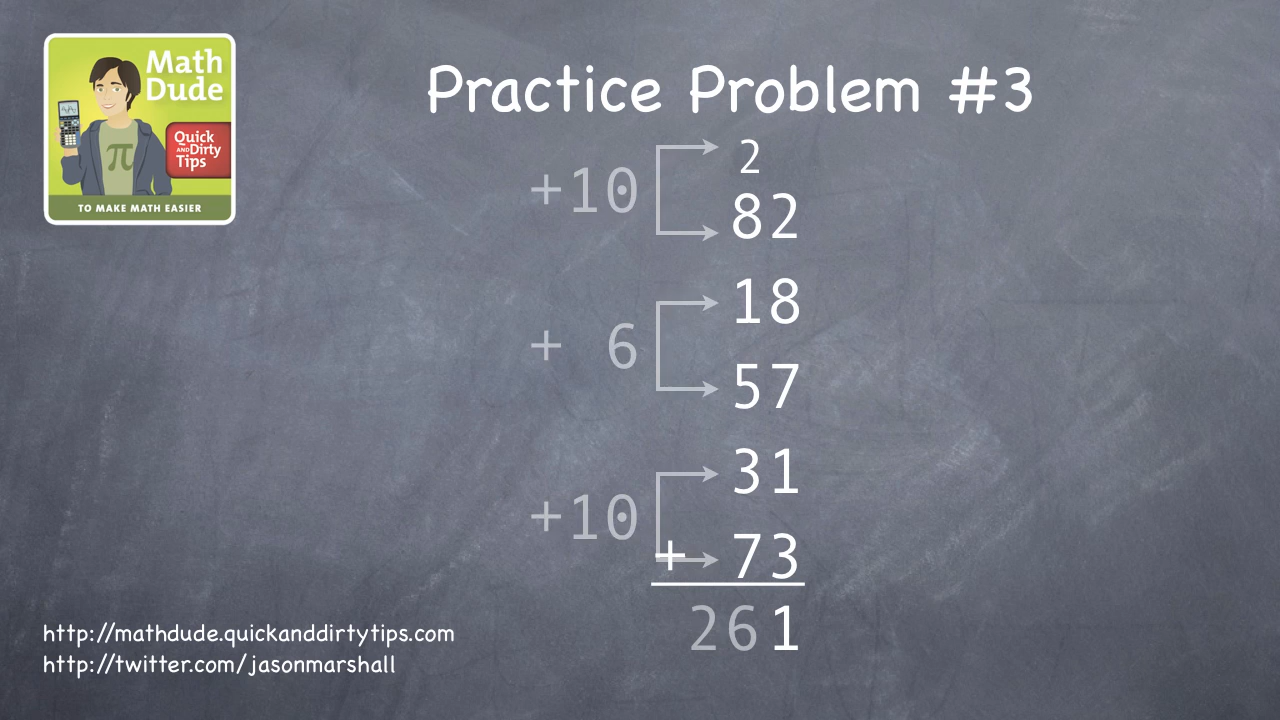 Math
Dude
Quick
AND Dirty
Tips
TO MAKE MATH EASIER
Practice Problem #3
2
+10
82
18
+ 6
57
31
+10
+ 73
261
http://mathdude.quickanddirtytips.com
http://twitter.com/jasonmarshall